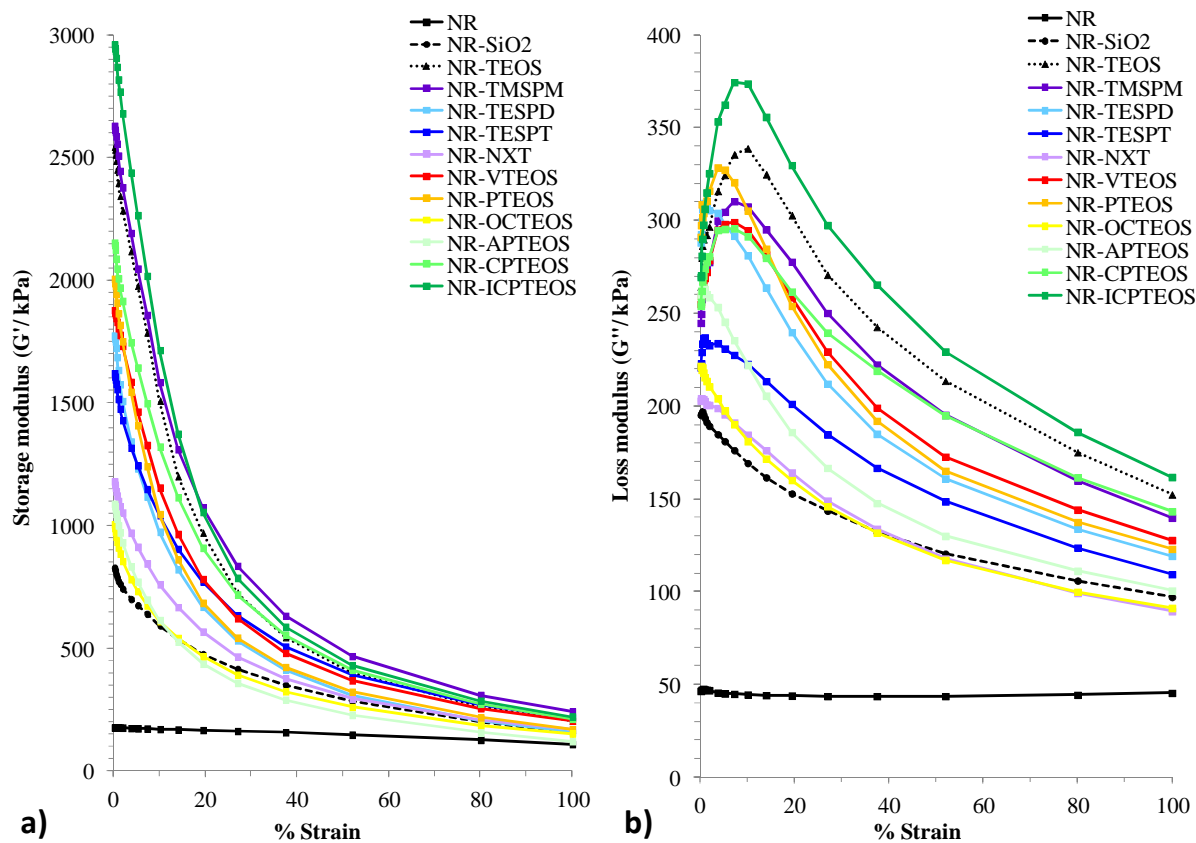 3000
2500
2000
1500
1000
500
0
Storage modulus (G'/ kPa)
0 20 40 60 80 100
% Strain
a)
NR
NR-SiO2
NR-TEOS
NR-TMSPM
NR-TESPD
NR-TESPT
NR-NXT
NR-VTEOS
NR-PTEOS
NR-OCTEOS
NR-APTEOS
NR-CPTEOS
NR-ICPTEOS
400
350
300
250
200
150
100
50
0
Loss modulus (G''/ kPa)
0 20 40 60 80 100
% Strain
b)
NR
NR-SiO2
NR-TEOS
NR-TMSPM
NR-TESPD
NR-TESPT
NR-NXT
NR-VTEOS
NR-PTEOS
NR-OCTEOS
NR-APTEOS
NR-CPTEOS
NR-ICPTEOS